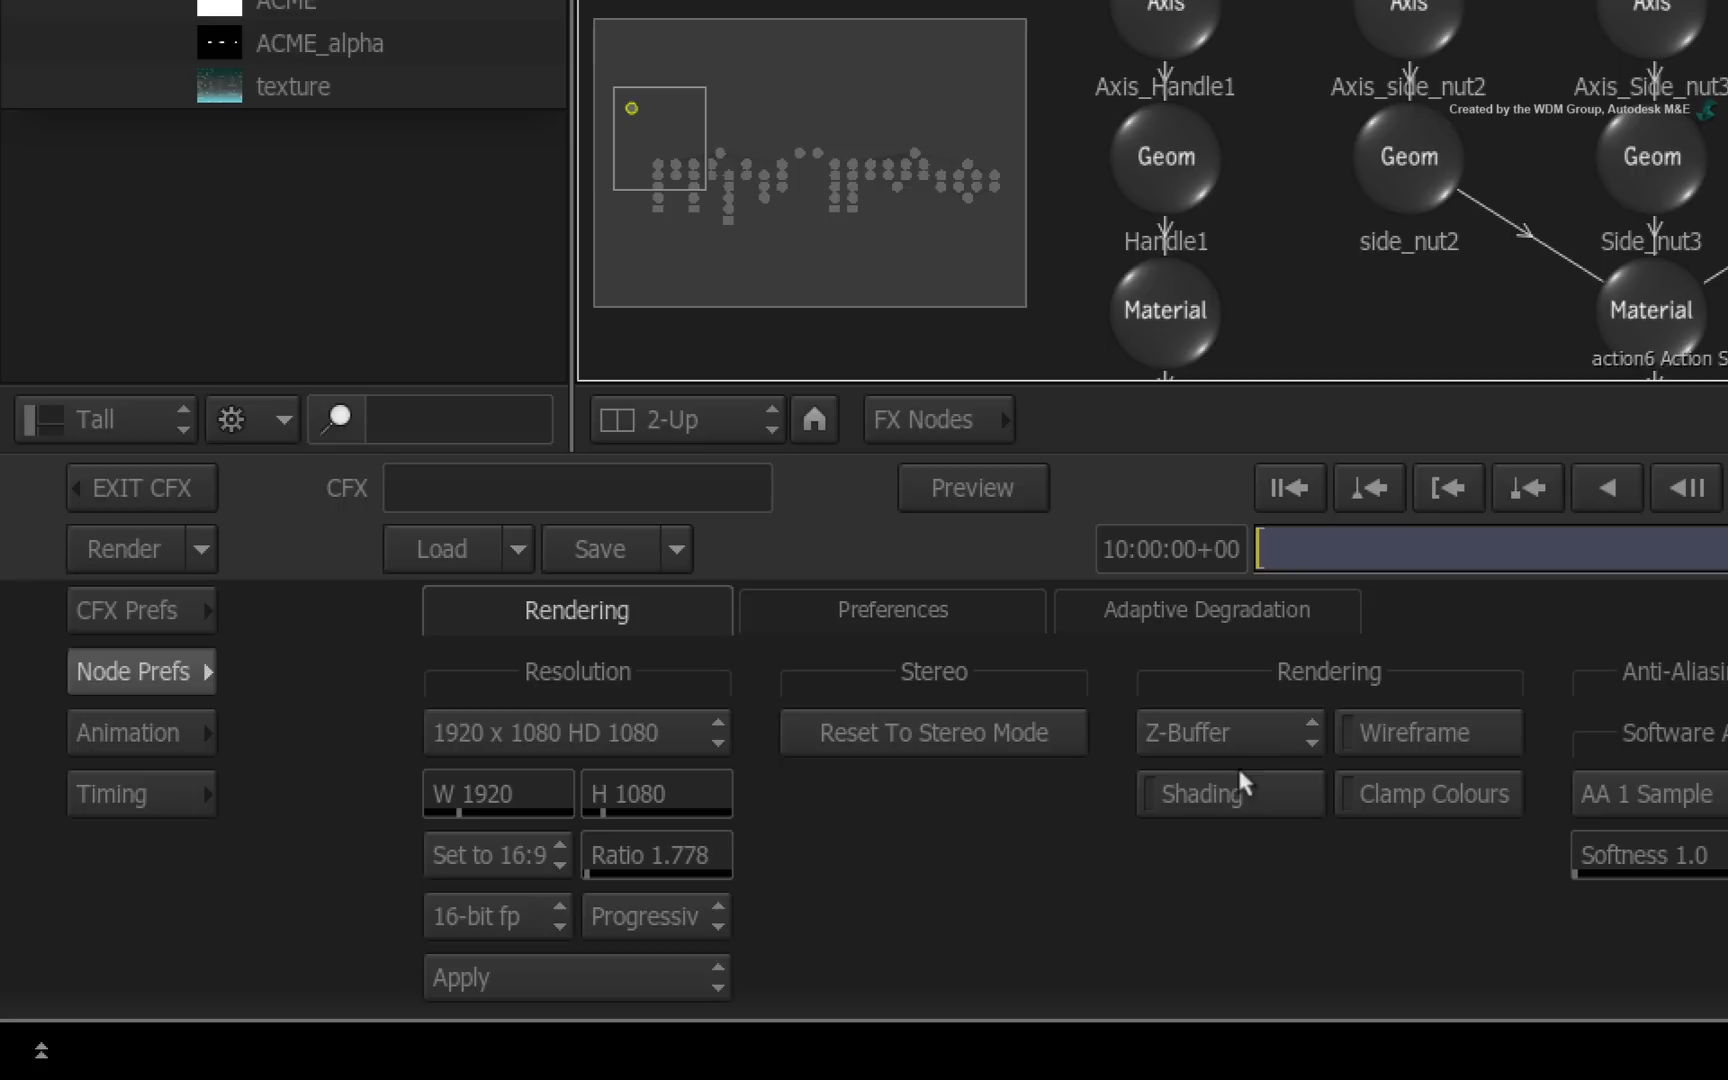 ACME
Axis
Axis
Axis
ACME_alpha
texture
Axis_Handle1
Axis_side_nut2
Axis_Side_nut3
Created by the WDM Group, Autodesk M&E
Geom
Geom
Geom
Handle1
side_nut2
Side_nut3
Material
Material
action6 Action S
Tall
2-Up
FX Nodes
EXIT CFX
CFX
Preview
Render
Load
Save
10:00:00+00
CFX Prefs
Rendering
Preferences
Adaptive Degradation
Node Prefs
Resolution
Stereo
Rendering
Anti-Aliasi
Animation
1920 x 1080 HD 1080
Reset To Stereo Mode
Z-Buffer
Wireframe
Software A
Timing
W 1920
H 1080
Shading
Clamp Colours
AA 1 Sample
Set to 16:9
Ratio 1.778
Softness 1.0
16-bit fp
Progressiv
Apply